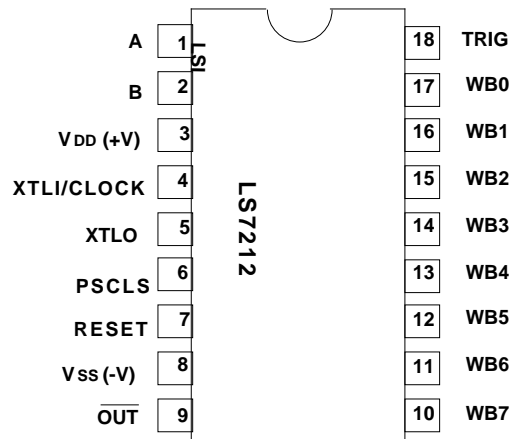 A 1 LSI 18 TRIG
B 2 17 WB0
VDD (+V) 3 16 WB1
XTLI/CLOCK 4 15 WB2
LS7212
XTLO 5 14 WB3
PSCLS 6 13 WB4
RESET 7 12 WB5
VSS (-V) 8 11 WB6
OUT 9 10 WB7